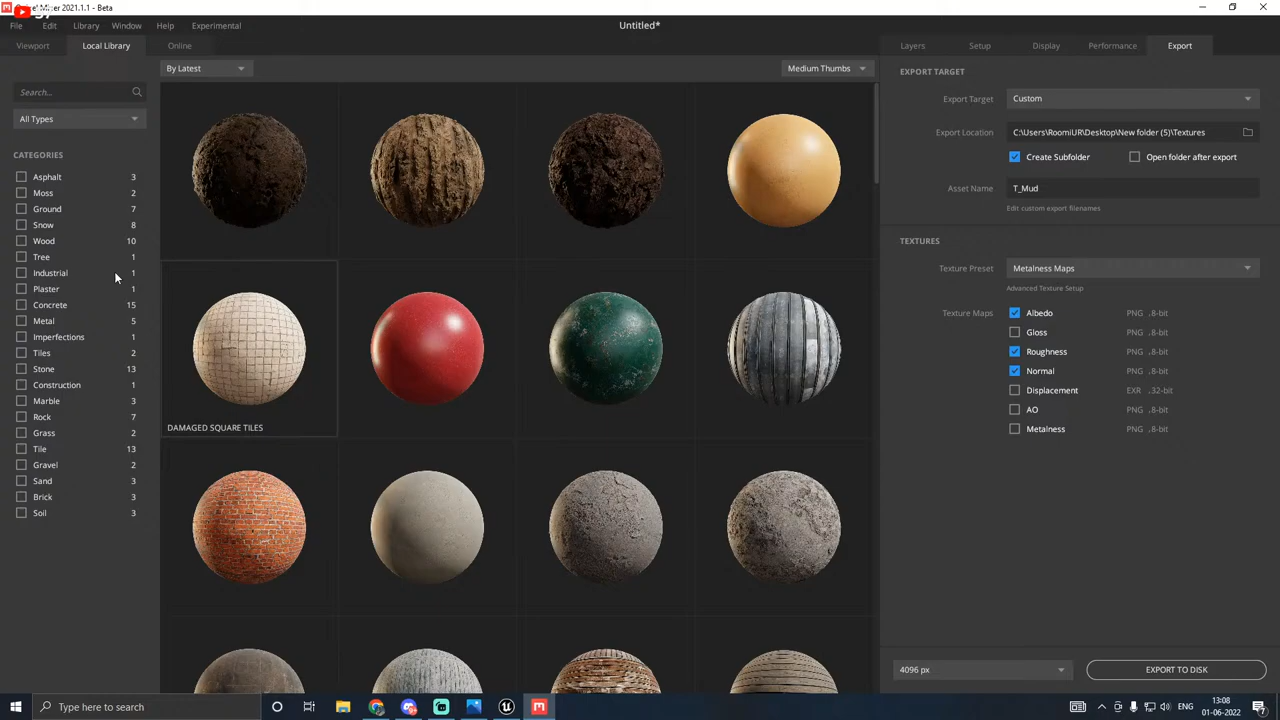 Mixer 2021.1.1 - Beta
File Edit Library Window Help Experimental
Untitled*
Viewport Local Library Online
Layers Setup Display Performance Export
By Latest
Medium Thumbs
Search...
All Types
CATEGORIES
Asphalt 3
Moss 2
Ground 7
Snow 8
Wood 10
Tree 1
Industrial 1
Plaster 1
Concrete 15
Metal 5
Imperfections 1
Tiles 2
Stone 13
Construction 1
Marble 3
Rock 7
Grass 2
Tile 13
Gravel 2
Sand 3
Brick 3
Soil 3
DAMAGED SQUARE TILES
EXPORT TARGET
Export Target Custom
Export Location C:\Users\RoomiUR\Desktop\New folder (5)\Textures
Create Subfolder Open folder after export
Asset Name T_Mud
Edit custom export filenames
TEXTURES
Texture Preset Metalness Maps
Advanced Texture Setup
Texture Maps Albedo PNG , 8-bit
Gloss PNG , 8-bit
Roughness PNG , 8-bit
Normal PNG , 8-bit
Displacement EXR , 32-bit
AO PNG , 8-bit
Metalness PNG , 8-bit
4096 px
EXPORT TO DISK
Type here to search
ENG
13:08
01-06-2022
7